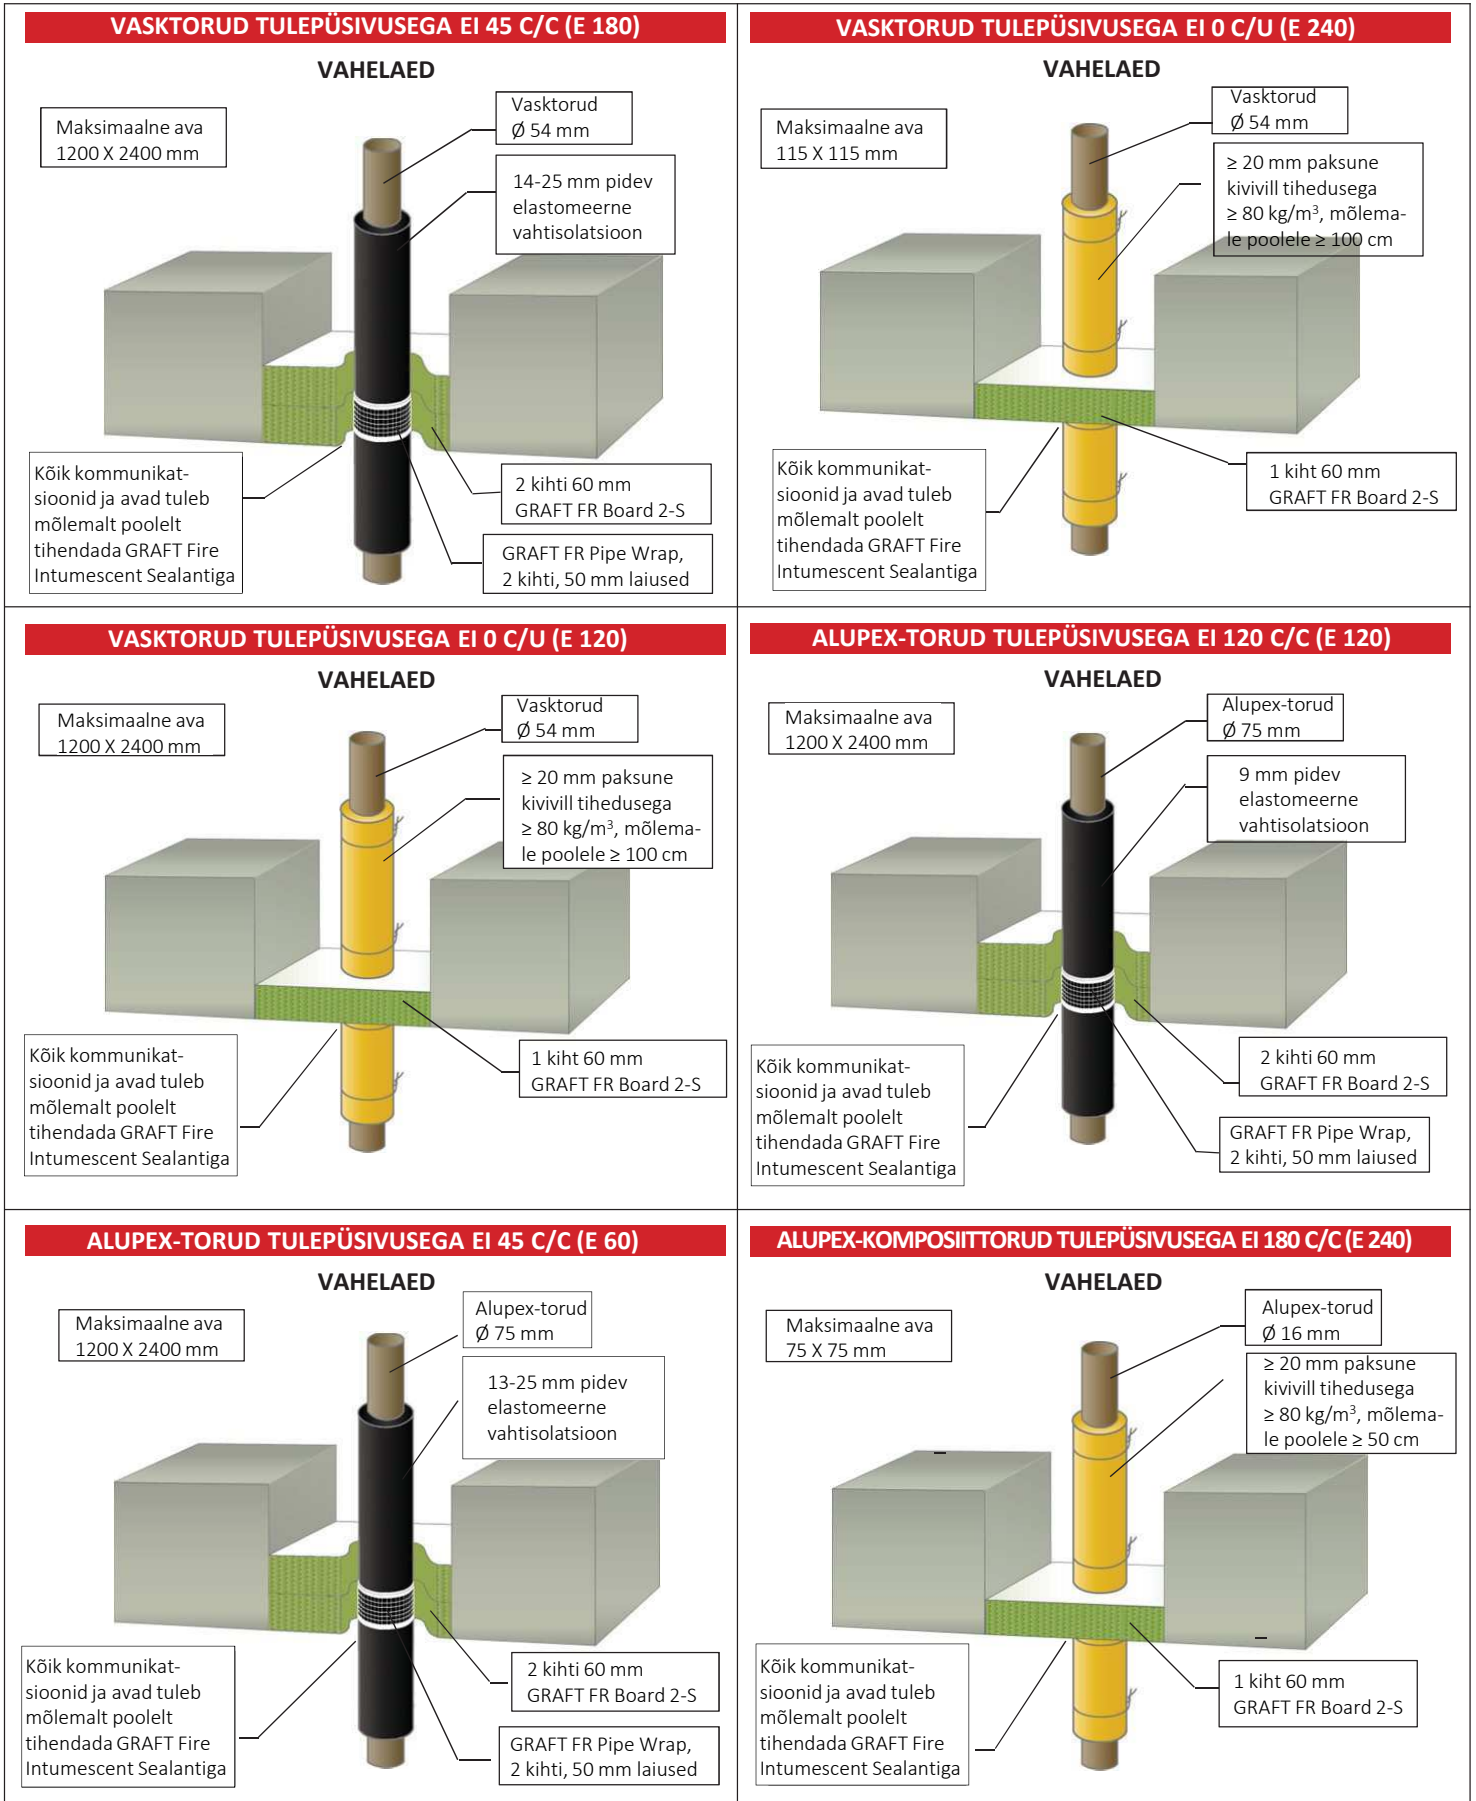 VASKTORUD TULEPÜSIVUSEGA EI 45 C/C (E 180)
VAHELAED
Maksimaalne ava
1200 X 2400 mm
Vasktorud
Ø 54 mm
14-25 mm pidev
elastomeerne
vahtisolatsioon
Kõik kommunikat-
sioonid ja avad tuleb
mõlemalt poolelt
tihendada GRAFT Fire
Intumescent Sealantiga
2 kihti 60 mm
GRAFT FR Board 2-S
GRAFT FR Pipe Wrap,
2 kihti, 50 mm laiused
VASKTORUD TULEPÜSIVUSEGA EI 0 C/U (E 240)
VAHELAED
Maksimaalne ava
115 X 115 mm
Vasktorud
Ø 54 mm
≥ 20 mm paksune
kivivill tihedusega
≥ 80 kg/m³, mõlema-
le poolele ≥ 100 cm
Kõik kommunikat-
sioonid ja avad tuleb
mõlemalt poolelt
tihendada GRAFT Fire
Intumescent Sealantiga
1 kiht 60 mm
GRAFT FR Board 2-S
VASKTORUD TULEPÜSIVUSEGA EI 0 C/U (E 120)
VAHELAED
Maksimaalne ava
1200 X 2400 mm
Vasktorud
Ø 54 mm
≥ 20 mm paksune
kivivill tihedusega
≥ 80 kg/m³, mõlema-
le poolele ≥ 100 cm
Kõik kommunikat-
sioonid ja avad tuleb
mõlemalt poolelt
tihendada GRAFT Fire
Intumescent Sealantiga
1 kiht 60 mm
GRAFT FR Board 2-S
ALUPEX-TORUD TULEPÜSIVUSEGA EI 120 C/C (E 120)
VAHELAED
Maksimaalne ava
1200 X 2400 mm
Alupex-torud
Ø 75 mm
9 mm pidev
elastomeerne
vahtisolatsioon
Kõik kommunikat-
sioonid ja avad tuleb
mõlemalt poolelt
tihendada GRAFT Fire
Intumescent Sealantiga
2 kihti 60 mm
GRAFT FR Board 2-S
GRAFT FR Pipe Wrap,
2 kihti, 50 mm laiused
ALUPEX-TORUD TULEPÜSIVUSEGA EI 45 C/C (E 60)
VAHELAED
Maksimaalne ava
1200 X 2400 mm
Alupex-torud
Ø 75 mm
13-25 mm pidev
elastomeerne
vahtisolatsioon
Kõik kommunikat-
sioonid ja avad tuleb
mõlemalt poolelt
tihendada GRAFT Fire
Intumescent Sealantiga
2 kihti 60 mm
GRAFT FR Board 2-S
GRAFT FR Pipe Wrap,
2 kihti, 50 mm laiused
ALUPEX-KOMPOSIITTORUD TULEPÜSIVUSEGA EI 180 C/C (E 240)
VAHELAED
Maksimaalne ava
75 X 75 mm
Alupex-torud
Ø 16 mm
≥ 20 mm paksune
kivivill tihedusega
≥ 80 kg/m³, mõlema-
le poolele ≥ 50 cm
Kõik kommunikat-
sioonid ja avad tuleb
mõlemalt poolelt
tihendada GRAFT Fire
Intumescent Sealantiga
1 kiht 60 mm
GRAFT FR Board 2-S